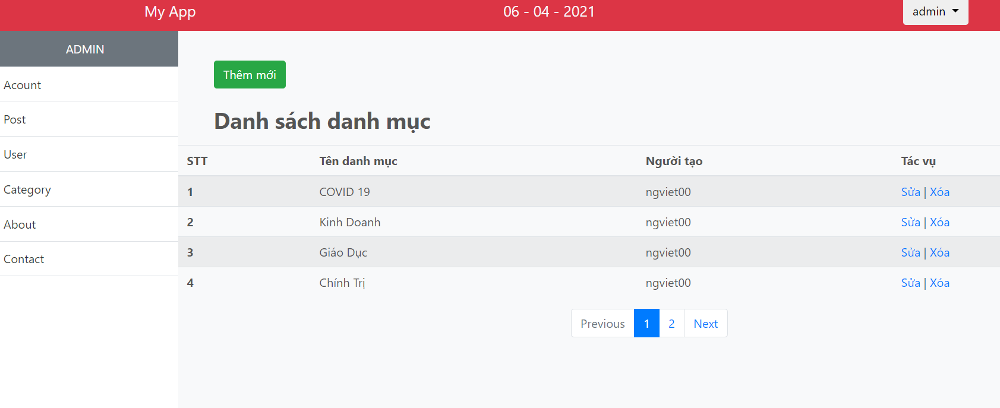 My App 06 - 04 - 2021 admin
ADMIN
Acount
Post
User
Category
About
Contact
Thêm mới
Danh sách danh mục
STT Tên danh mục Người tạo Tác vụ
1 COVID 19 ngviet00 Sửa | Xóa
2 Kinh Doanh ngviet00 Sửa | Xóa
3 Giáo Dục ngviet00 Sửa | Xóa
4 Chính Trị ngviet00 Sửa | Xóa
Previous 1 2 Next